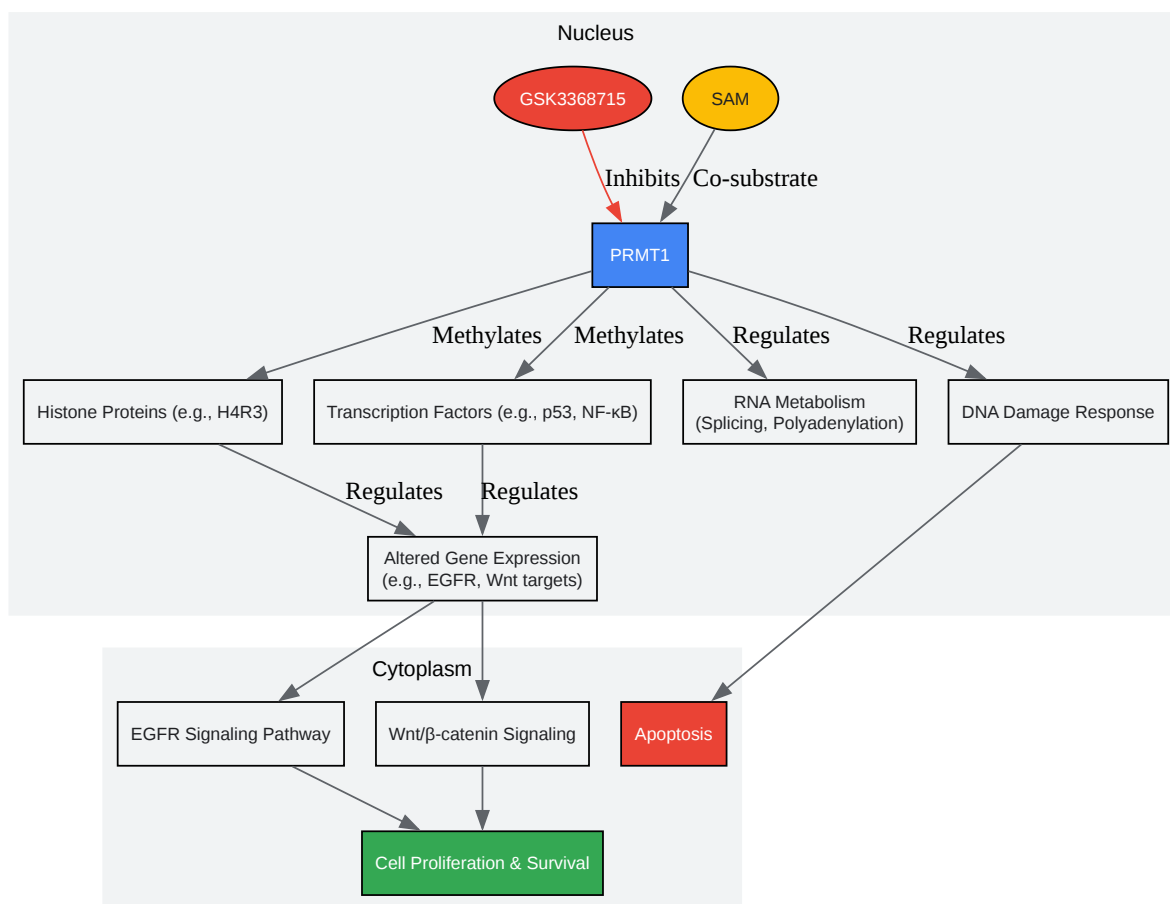 Nucleus
GSK3368715
SAM
Inhibits
Co-substrate
PRMT1
Methylates
Methylates
Regulates
Regulates
Histone Proteins (e.g., H4R3)
Transcription Factors (e.g., p53, NF-κB)
RNA Metabolism
(Splicing, Polyadenylation)
DNA Damage Response
Regulates
Regulates
Altered Gene Expression
(e.g., EGFR, Wnt targets)
Cytoplasm
EGFR Signaling Pathway
Wnt/β-catenin Signaling
Apoptosis
Cell Proliferation & Survival